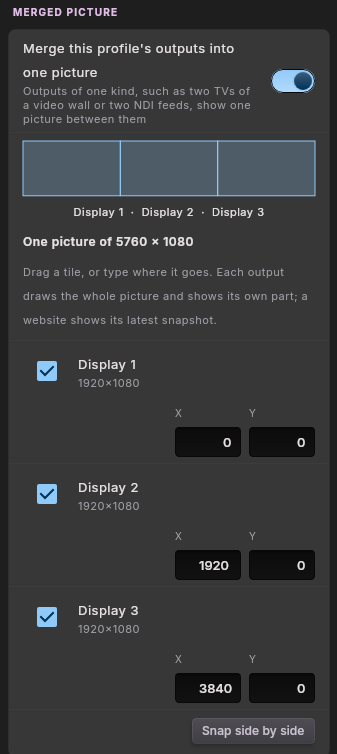 MERGED PICTURE
Merge this profile's outputs into
one picture
Outputs of one kind, such as two TVs of
a video wall or two NDI feeds, show one
picture between them
Display 1 · Display 2 · Display 3
One picture of 5760 × 1080
Drag a tile, or type where it goes. Each output
draws the whole picture and shows its own part; a
website shows its latest snapshot.
Display 1
1920×1080
X Y
0 0
Display 2
1920×1080
X Y
1920 0
Display 3
1920×1080
X Y
3840 0
Snap side by side